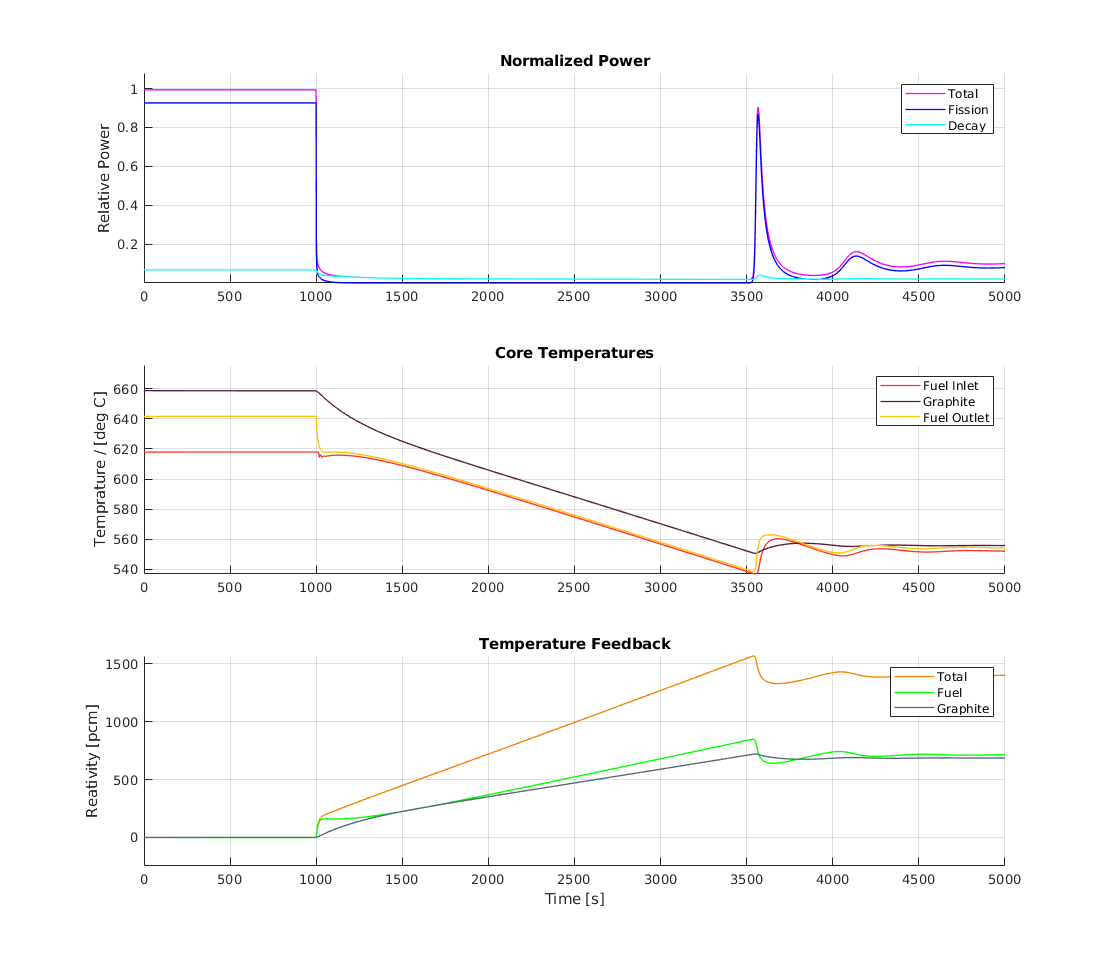 Normalized Power
Relative Power
1
0.8
0.6
0.4
0.2
0 500 1000 1500 2000 2500 3000 3500 4000 4500 5000
Total
Fission
Decay
Core Temperatures
Temprature / [deg C]
660
640
620
600
580
560
540
0 500 1000 1500 2000 2500 3000 3500 4000 4500 5000
Fuel Inlet
Graphite
Fuel Outlet
Temperature Feedback
Reativity [pcm]
1500
1000
500
0
0 500 1000 1500 2000 2500 3000 3500 4000 4500 5000
Total
Fuel
Graphite
Time [s]